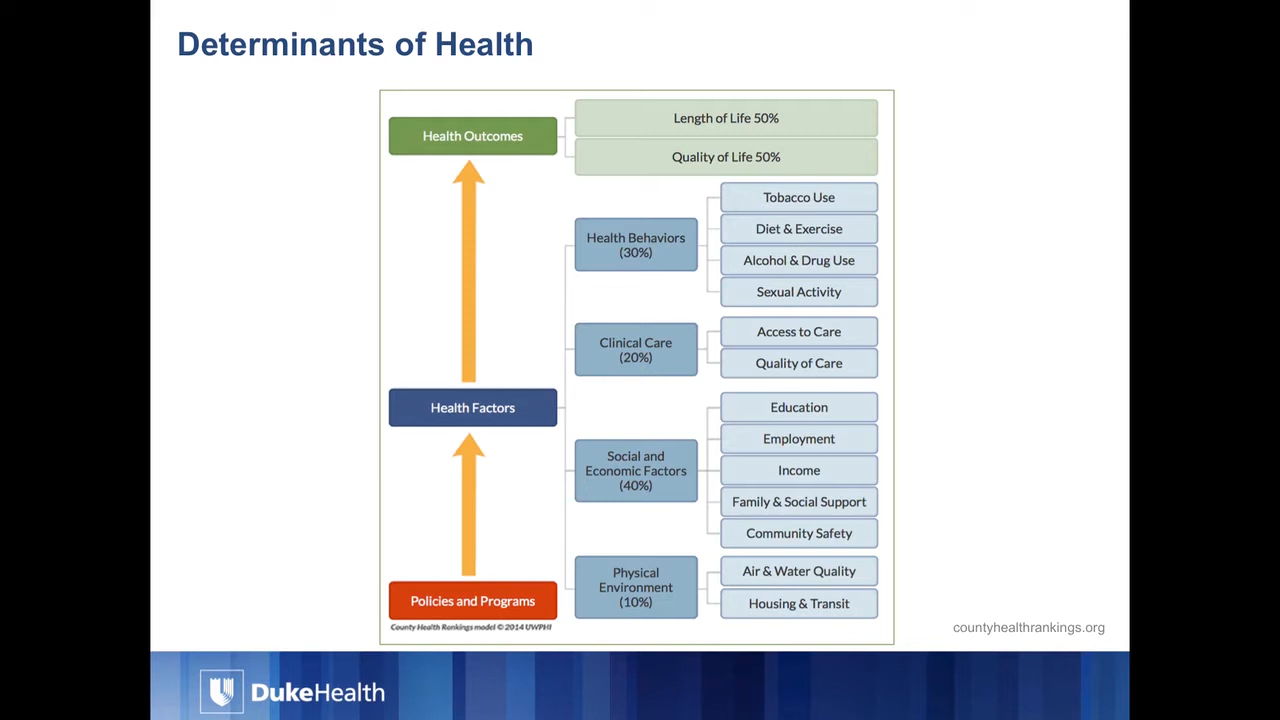 Determinants of Health
Health Outcomes
Length of Life 50%
Quality of Life 50%
Health Factors
Health Behaviors
(30%)
Tobacco Use
Diet & Exercise
Alcohol & Drug Use
Sexual Activity
Clinical Care
(20%)
Access to Care
Quality of Care
Social and
Economic Factors
(40%)
Education
Employment
Income
Family & Social Support
Community Safety
Physical
Environment
(10%)
Air & Water Quality
Housing & Transit
Policies and Programs
County Health Rankings model © 2014 UWPHI
countyhealthrankings.org
DukeHealth